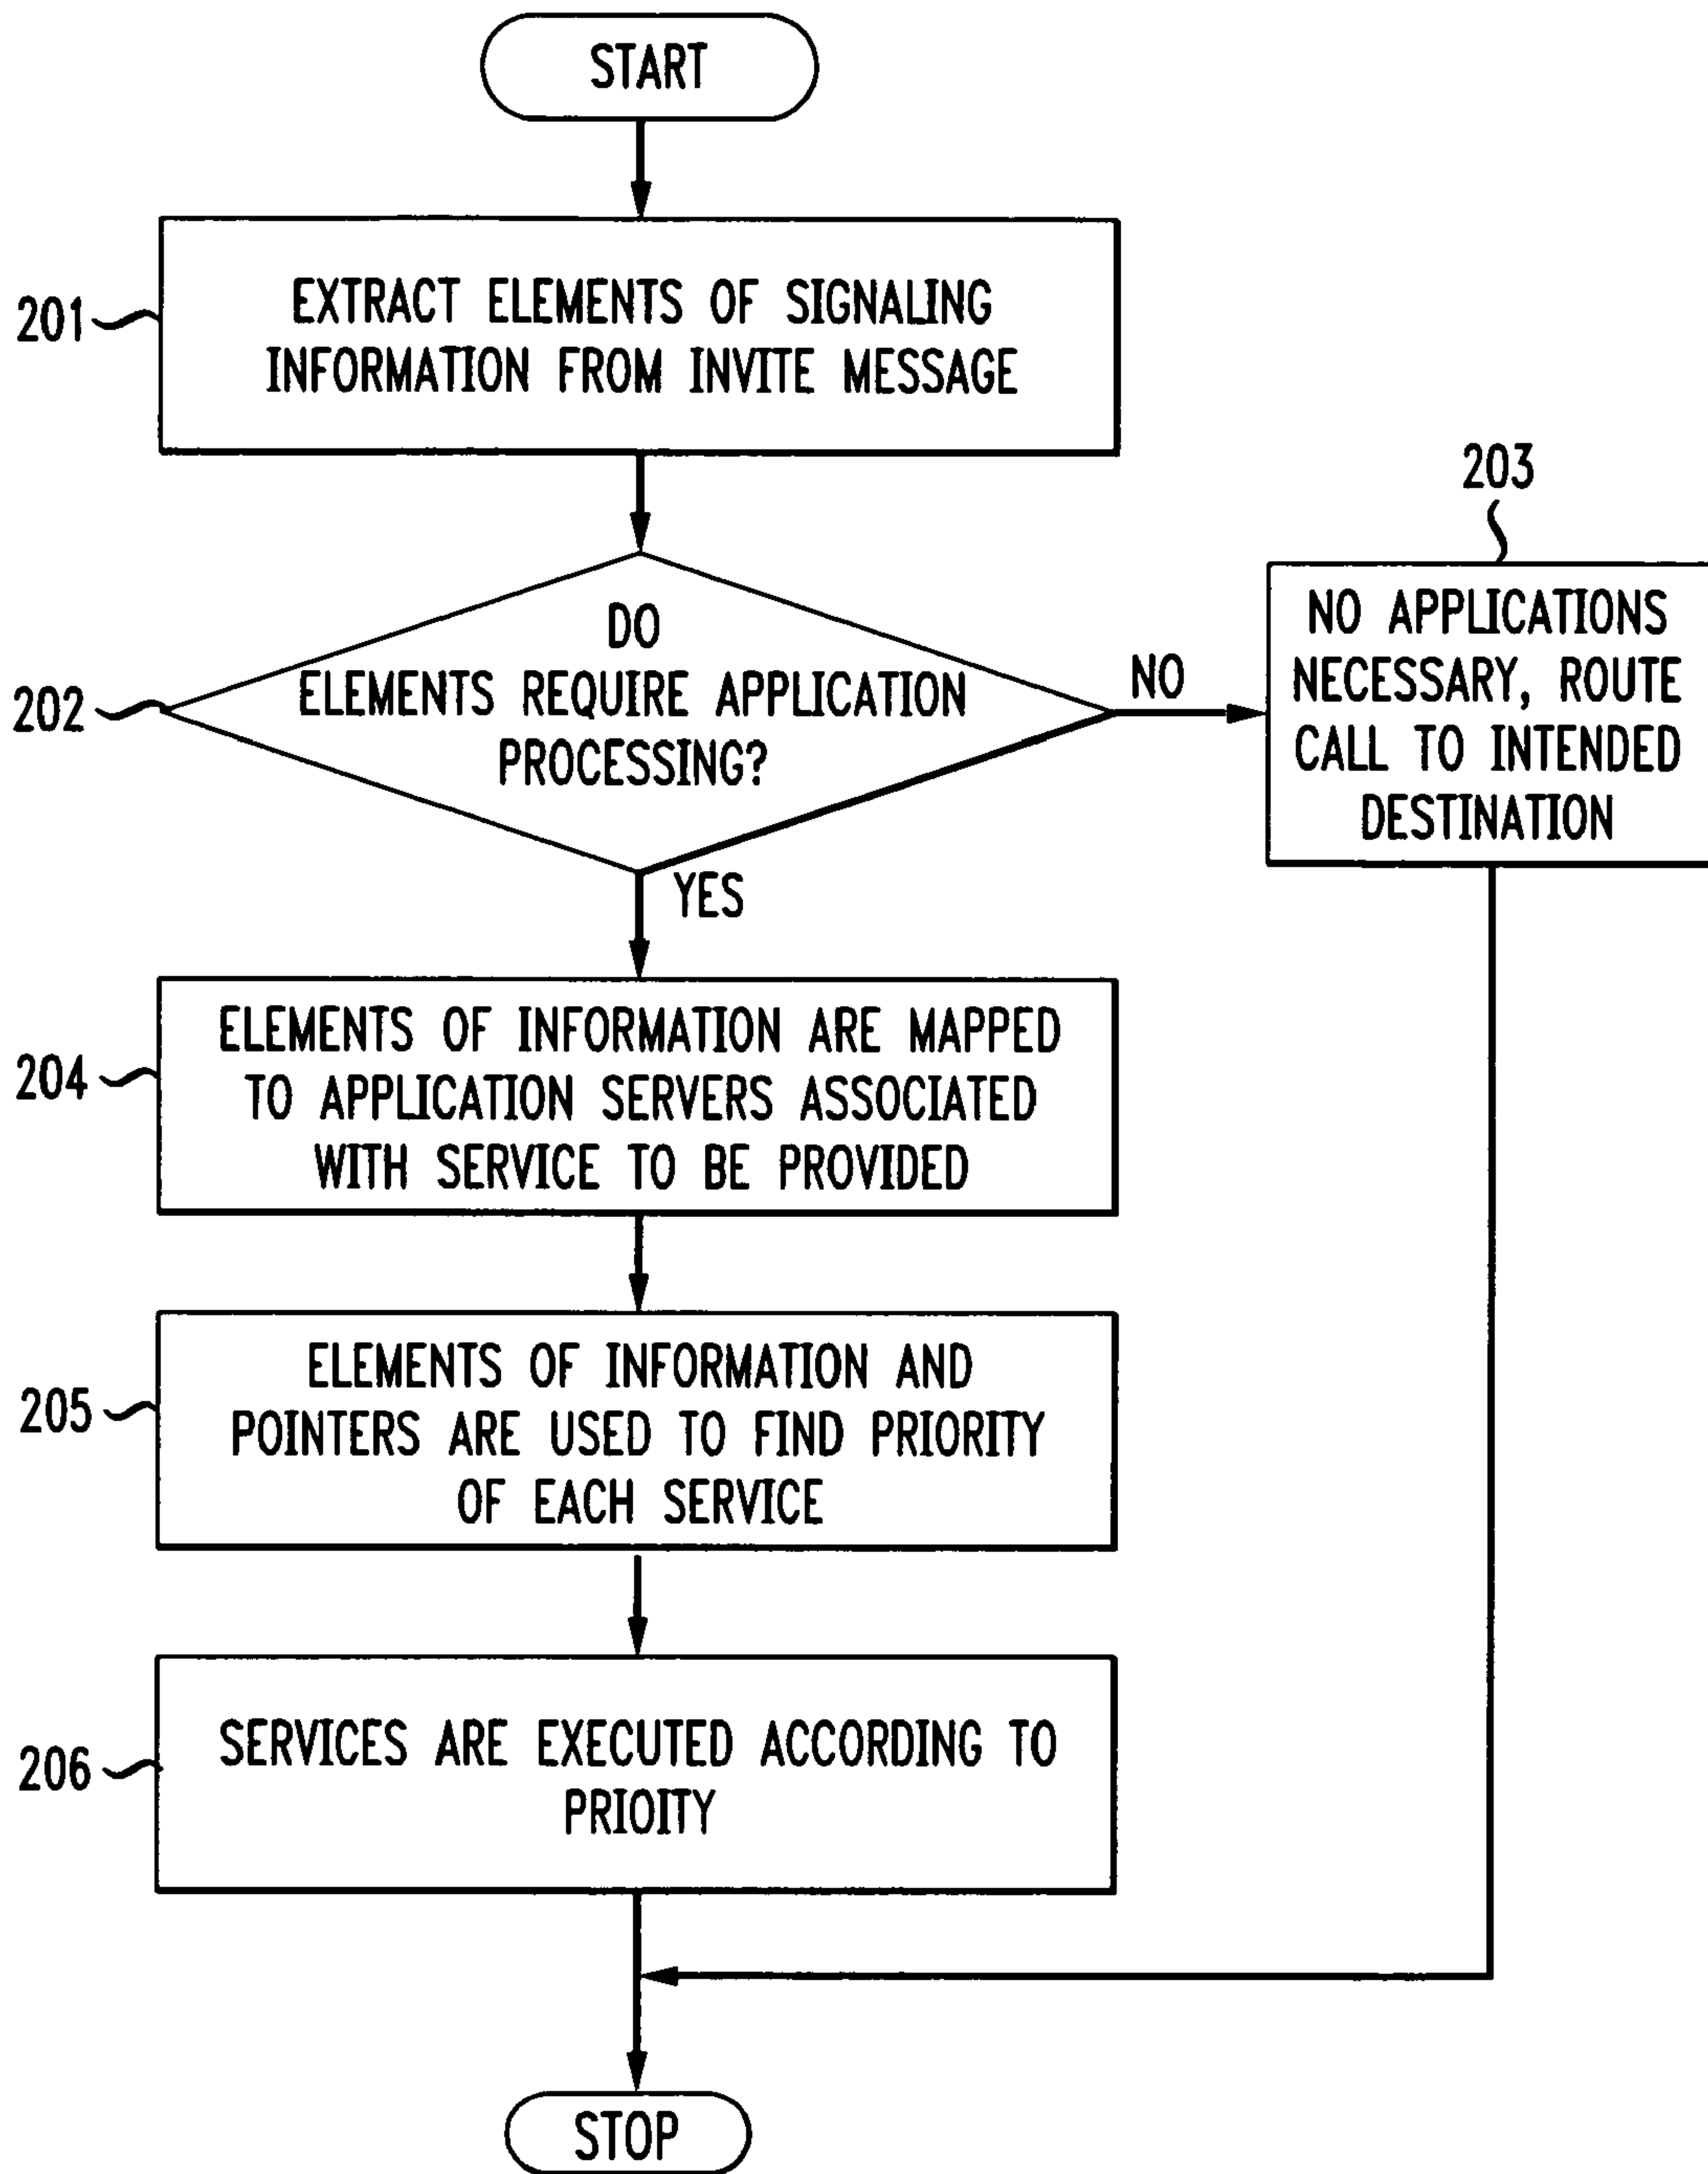 START
201
EXTRACT ELEMENTS OF SIGNALING
INFORMATION FROM INVITE MESSAGE
202
DO
ELEMENTS REQUIRE APPLICATION
PROCESSING?
NO
203
NO APPLICATIONS
NECESSARY, ROUTE
CALL TO INTENDED
DESTINATION
YES
204
ELEMENTS OF INFORMATION ARE MAPPED
TO APPLICATION SERVERS ASSOCIATED
WITH SERVICE TO BE PROVIDED
205
ELEMENTS OF INFORMATION AND
POINTERS ARE USED TO FIND PRIORITY
OF EACH SERVICE
206
SERVICES ARE EXECUTED ACCORDING TO
PRIOITY
STOP